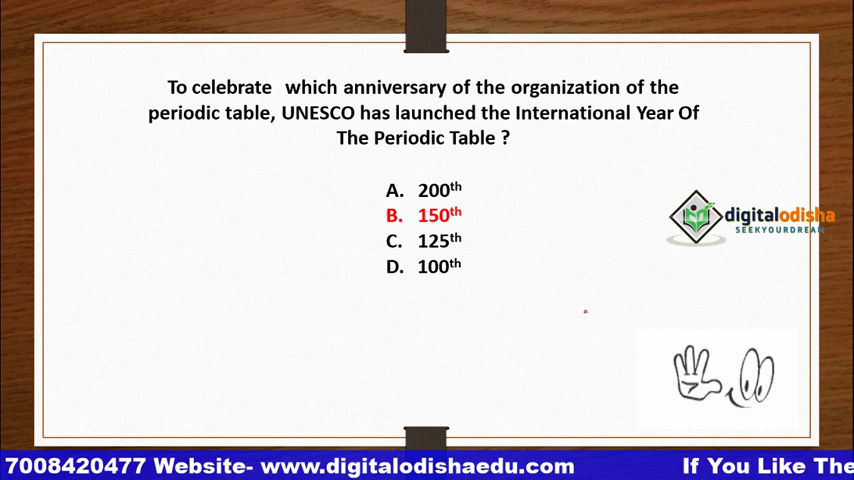 To celebrate which anniversary of the organization of the
periodic table, UNESCO has launched the International Year Of
The Periodic Table ?
A. 200th
B. 150th
C. 125th
D. 100th
digitalodisha
SEEKYOURDREAM
7008420477 Website- www.digitalodishaedu.com If You Like The